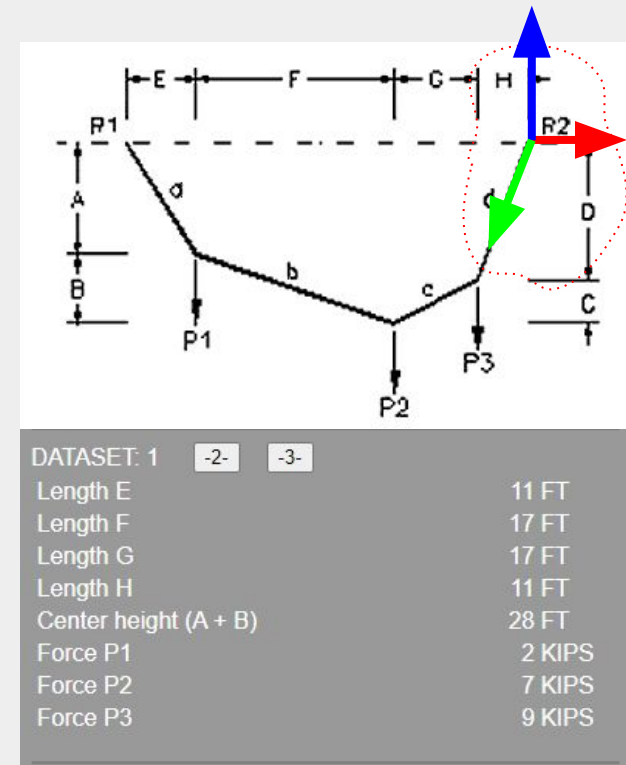 E F G H
R1 R2
A a d D
B b c C
P1 P3
P2
DATASET: 1 -2- -3-
Length E 11 FT
Length F 17 FT
Length G 17 FT
Length H 11 FT
Center height (A + B) 28 FT
Force P1 2 KIPS
Force P2 7 KIPS
Force P3 9 KIPS